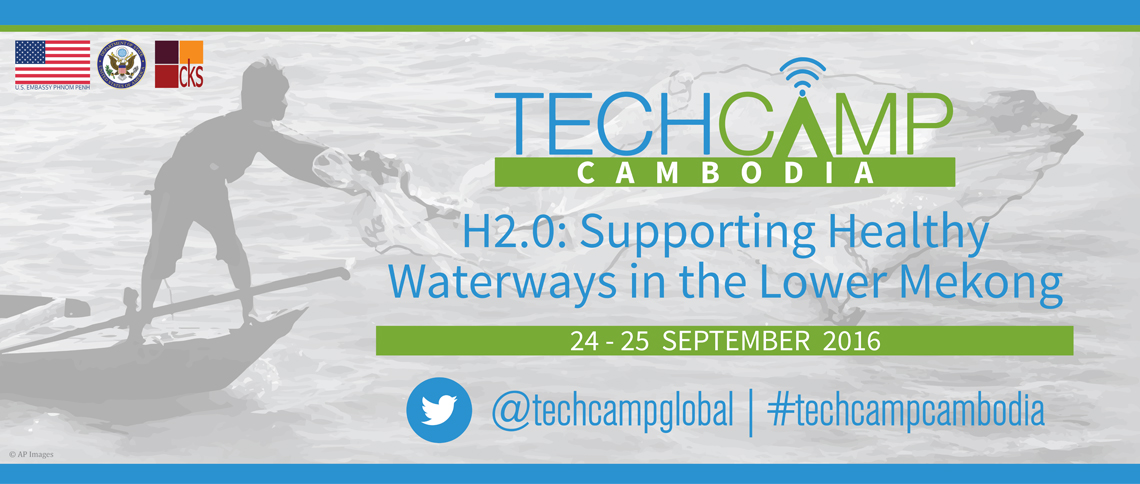 U.S. EMBASSY PHNOM PENH
cks
TECHCAMP
CAMBODIA
H2.0: Supporting Healthy
Waterways in the Lower Mekong
24 - 25 SEPTEMBER 2016
@techcampglobal | #techcampcambodia
© AP Images